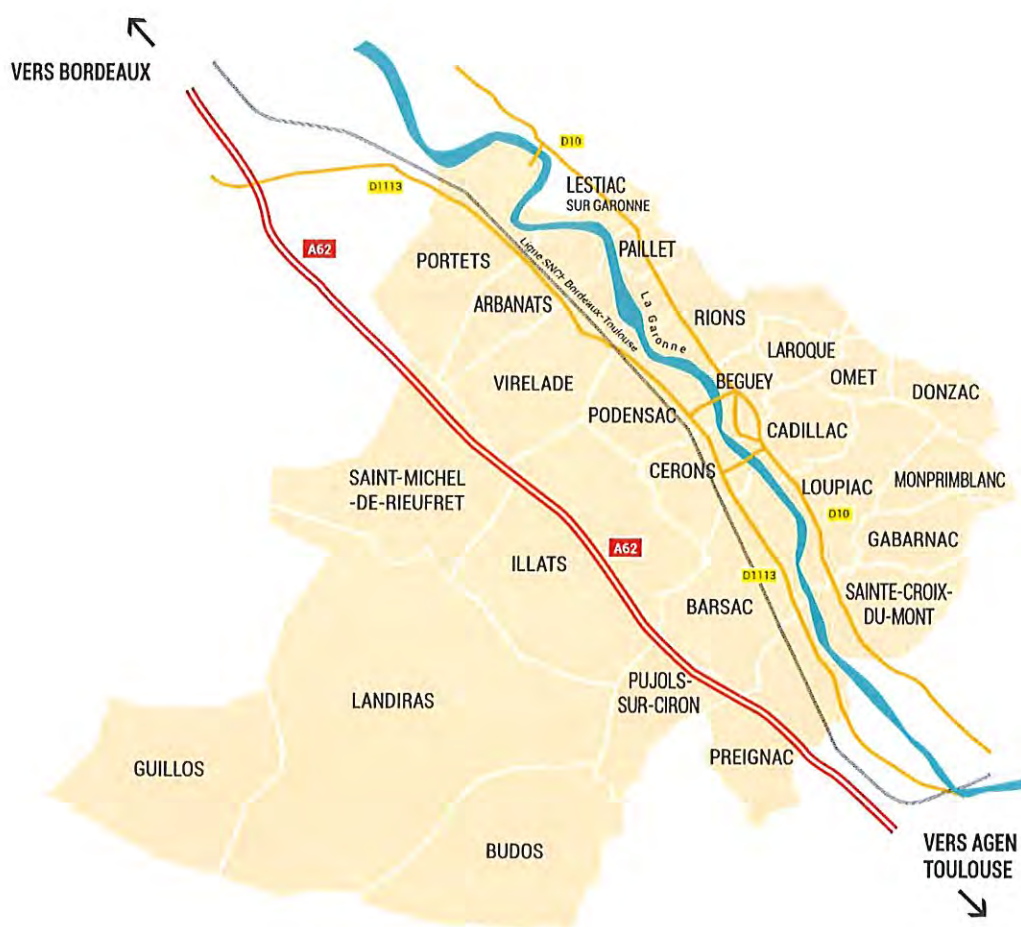 VERS BORDEAUX
D10
D1113
LESTIAC
SUR GARONNE
A62
PAILLET
PORTETS
Ligne SNCF Bordeaux-Toulouse
ARBANATS
La Garonne
RIONS
LAROQUE
OMET
VIRELADE
BEGUEY
DONZAC
PODENSAC
CADILLAC
CERONS
SAINT-MICHEL
-DE-RIEUFRET
LOUPIAC
MONPRIMBLANC
D10
GABARNAC
A62
ILLATS
D1113
SAINTE-CROIX-
DU-MONT
BARSAC
PUJOLS-
SUR-CIRON
LANDIRAS
PREIGNAC
GUILLOS
BUDOS
VERS AGEN
TOULOUSE